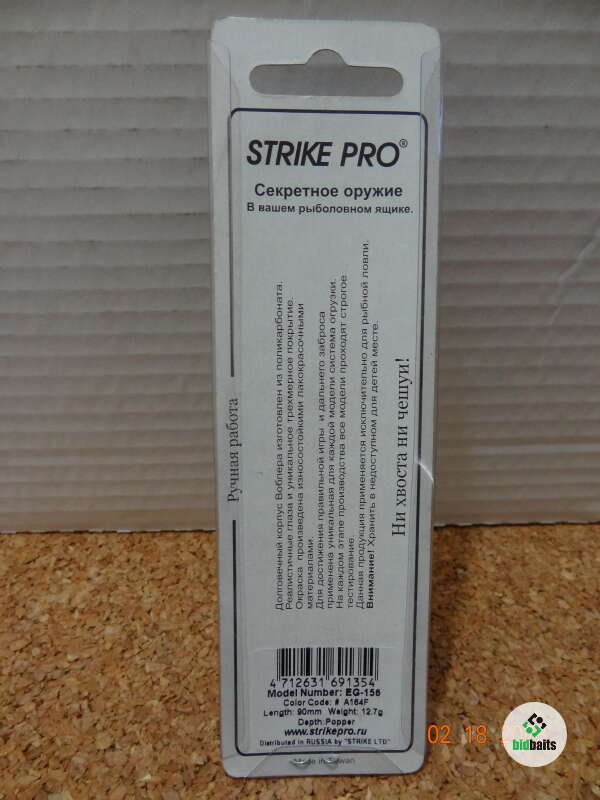 STRIKE PRO®
Секретное оружие
В вашем рыболовном ящике.
Ручная работа
Долговечный корпус Воблера изготовлен из поликарбоната.
Реалистичные глаза и уникальное трехмерное покрытие.
Окраска произведена износостойкими лакокрасочными
материалами.
Для достижения правильной игры и дальнего заброса
применена уникальная для каждой модели система огрузки.
На каждом этапе производства все модели проходят строгое
тестирование.
Данная продукция применяется исключительно для рыбной ловли.
Внимание! Хранить в недоступном для детей месте.
Ни хвоста ни чешуи!
4 712631 691354
Model Number: EG-156
Color Code: # A164F
Length: 90mm Weight: 12.7g
Depth:Popper
www.strikepro.ru
Distributed in RUSSIA by "STRIKE LTD"
Made in Taiwan
02 18
bidbaits